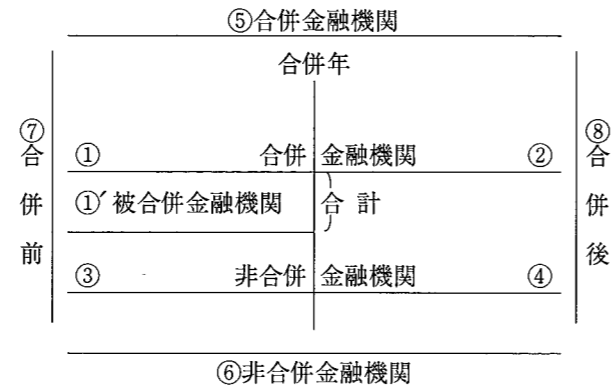 ⑤合併金融機関
合併年
⑦合併前
① 合併 金融機関 ②
①´被合併金融機関 (合計)
③ 非合併 金融機関 ④
⑧合併後
⑥非合併金融機関